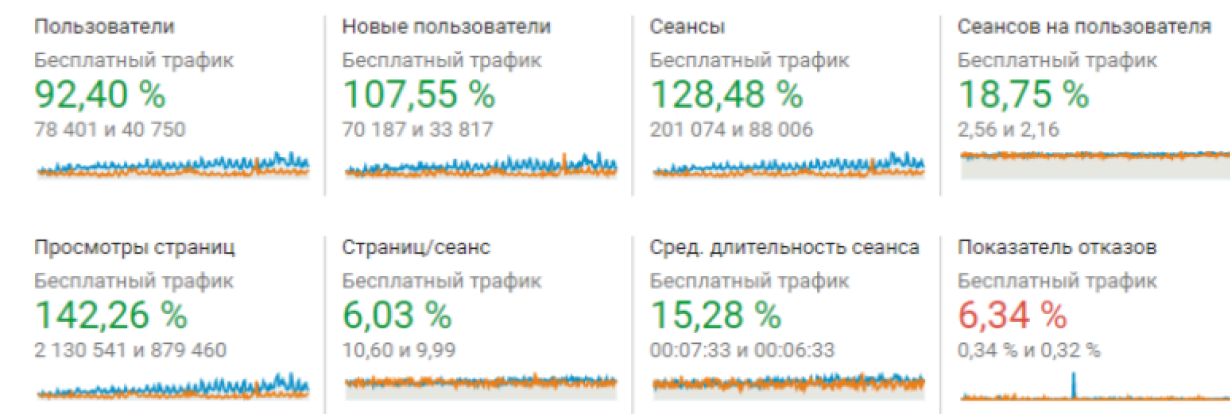 Пользователи
Бесплатный трафик
92,40 %
78 401 и 40 750
Новые пользователи
Бесплатный трафик
107,55 %
70 187 и 33 817
Сеансы
Бесплатный трафик
128,48 %
201 074 и 88 006
Сеансов на пользователя
Бесплатный трафик
18,75 %
2,56 и 2,16
Просмотры страниц
Бесплатный трафик
142,26 %
2 130 541 и 879 460
Страниц/сеанс
Бесплатный трафик
6,03 %
10,60 и 9,99
Сред. длительность сеанса
Бесплатный трафик
15,28 %
00:07:33 и 00:06:33
Показатель отказов
Бесплатный трафик
6,34 %
0,34 % и 0,32 %